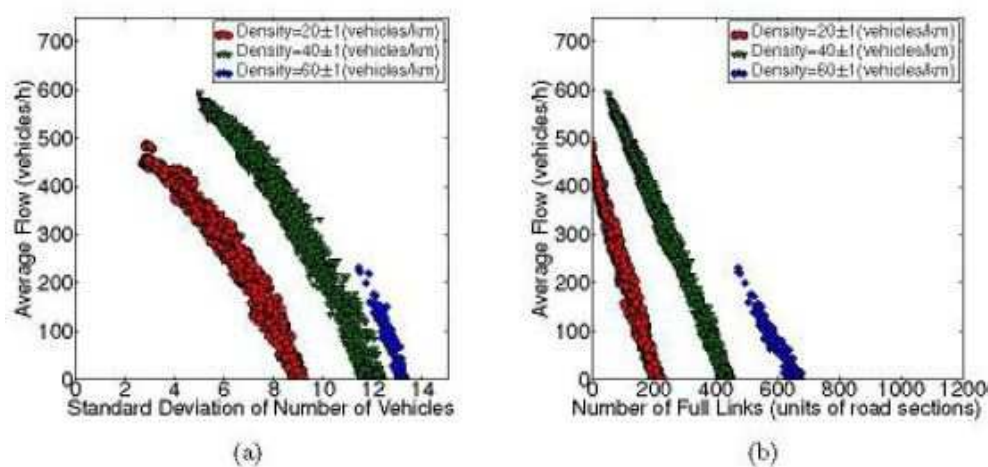 Density=20±1(vehicles/km)
Density=40±1(vehicles/km)
Density=60±1(vehicles/km)
Average Flow (vehicles/h)
700
600
500
400
300
200
100
0
0 2 4 6 8 10 12 14
Standard Deviation of Number of Vehicles
(a)
Density=20±1(vehicles/km)
Density=40±1(vehicles/km)
Density=60±1(vehicles/km)
Average Flow (vehicles/h)
700
600
500
400
300
200
100
0
0 200 400 600 800 1000 1200
Number of Full Links (units of road sections)
(b)